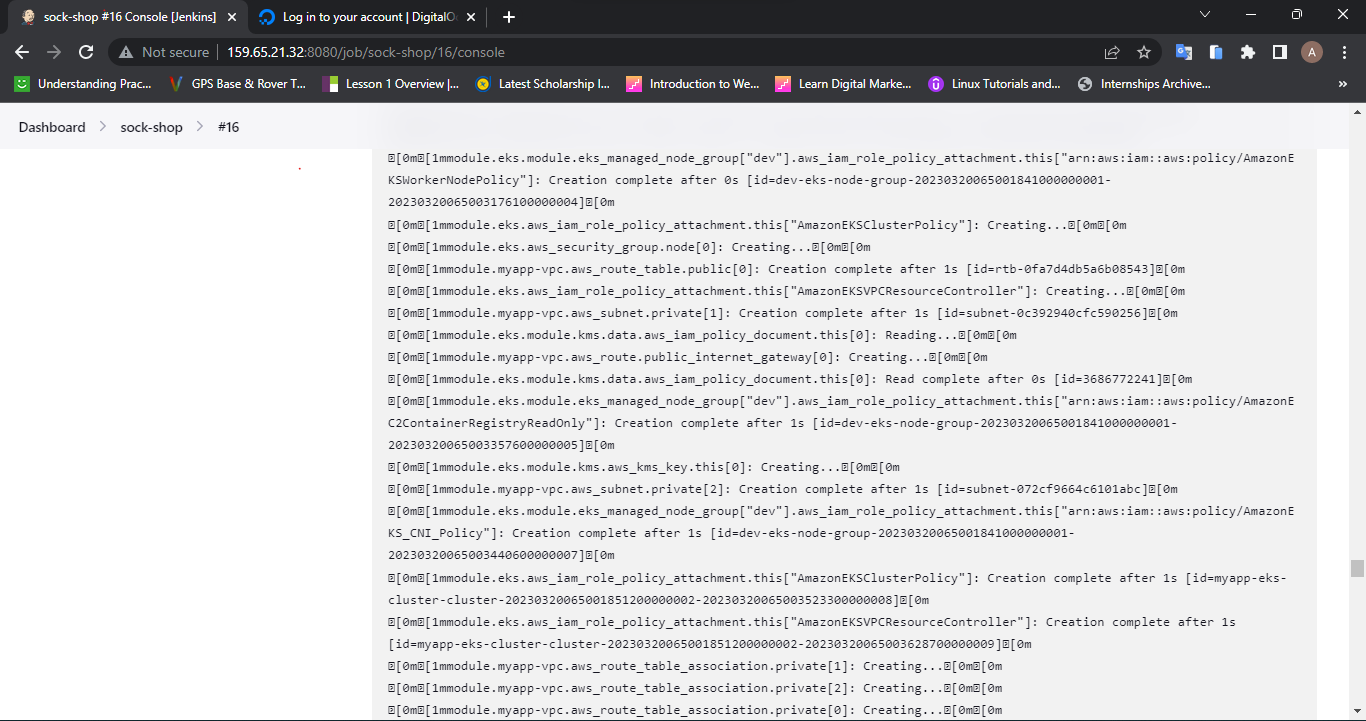 sock-shop #16 Console [Jenkins]
Log in to your account | DigitalO
Not secure
159.65.21.32:8080/job/sock-shop/16/console
A
Understanding Prac...
GPS Base & Rover T...
Lesson 1 Overview |...
Latest Scholarship I...
Introduction to We...
Learn Digital Marke...
Linux Tutorials and...
Internships Archive...
»
Dashboard
sock-shop
#16
[0m[1mmodule.eks.module.eks_managed_node_group["dev"].aws_iam_role_policy_attachment.this["arn:aws:iam::aws:policy/AmazonE
KSWorkerNodePolicy"]: Creation complete after 0s [id=dev-eks-node-group-20230320065001841000000001-
20230320065003176100000004][0m
[0m[1mmodule.eks.aws_iam_role_policy_attachment.this["AmazonEKSClusterPolicy"]: Creating...[0m[0m
[0m[1mmodule.eks.aws_security_group.node[0]: Creating...[0m[0m
[0m[1mmodule.myapp-vpc.aws_route_table.public[0]: Creation complete after 1s [id=rtb-0fa7d4db5a6b08543][0m
[0m[1mmodule.eks.aws_iam_role_policy_attachment.this["AmazonEKSVPCResourceController"]: Creating...[0m[0m
[0m[1mmodule.myapp-vpc.aws_subnet.private[1]: Creation complete after 1s [id=subnet-0c392940cfc590256][0m
[0m[1mmodule.eks.module.kms.data.aws_iam_policy_document.this[0]: Reading...[0m[0m
[0m[1mmodule.myapp-vpc.aws_route.public_internet_gateway[0]: Creating...[0m[0m
[0m[1mmodule.eks.module.kms.data.aws_iam_policy_document.this[0]: Read complete after 0s [id=3686772241][0m
[0m[1mmodule.eks.module.eks_managed_node_group["dev"].aws_iam_role_policy_attachment.this["arn:aws:iam::aws:policy/AmazonE
C2ContainerRegistryReadOnly"]: Creation complete after 1s [id=dev-eks-node-group-20230320065001841000000001-
20230320065003357600000005][0m
[0m[1mmodule.eks.module.kms.aws_kms_key.this[0]: Creating...[0m[0m
[0m[1mmodule.myapp-vpc.aws_subnet.private[2]: Creation complete after 1s [id=subnet-072cf9664c6101abc][0m
[0m[1mmodule.eks.module.eks_managed_node_group["dev"].aws_iam_role_policy_attachment.this["arn:aws:iam::aws:policy/AmazonE
KS_CNI_Policy"]: Creation complete after 1s [id=dev-eks-node-group-20230320065001841000000001-
20230320065003440600000007][0m
[0m[1mmodule.eks.aws_iam_role_policy_attachment.this["AmazonEKSClusterPolicy"]: Creation complete after 1s [id=myapp-eks-
cluster-cluster-20230320065001851200000002-20230320065003523300000008][0m
[0m[1mmodule.eks.aws_iam_role_policy_attachment.this["AmazonEKSVPCResourceController"]: Creation complete after 1s
[id=myapp-eks-cluster-cluster-20230320065001851200000002-20230320065003628700000009][0m
[0m[1mmodule.myapp-vpc.aws_route_table_association.private[1]: Creating...[0m[0m
[0m[1mmodule.myapp-vpc.aws_route_table_association.private[2]: Creating...[0m[0m
[0m[1mmodule.myapp-vpc.aws_route_table_association.private[0]: Creating...[0m[0m